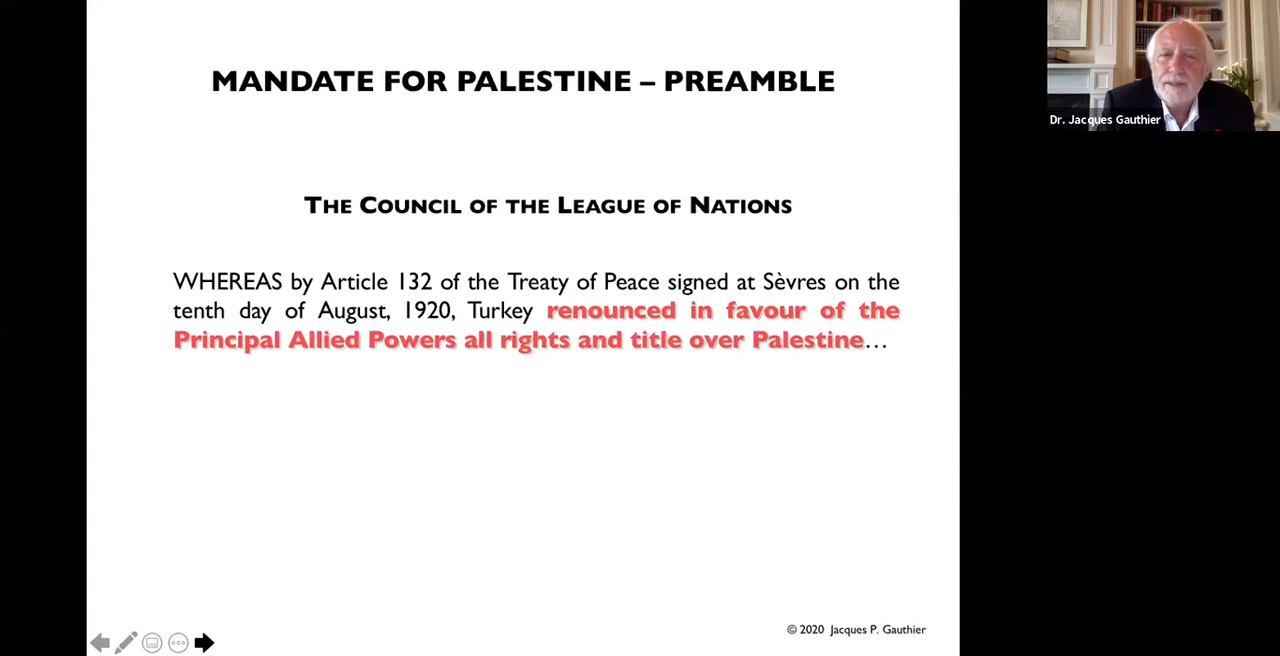 MANDATE FOR PALESTINE – PREAMBLE
THE COUNCIL OF THE LEAGUE OF NATIONS
WHEREAS by Article 132 of the Treaty of Peace signed at Sèvres on the
tenth day of August, 1920, Turkey renounced in favour of the
Principal Allied Powers all rights and title over Palestine…
© 2020 Jacques P. Gauthier
Dr. Jacques Gauthier